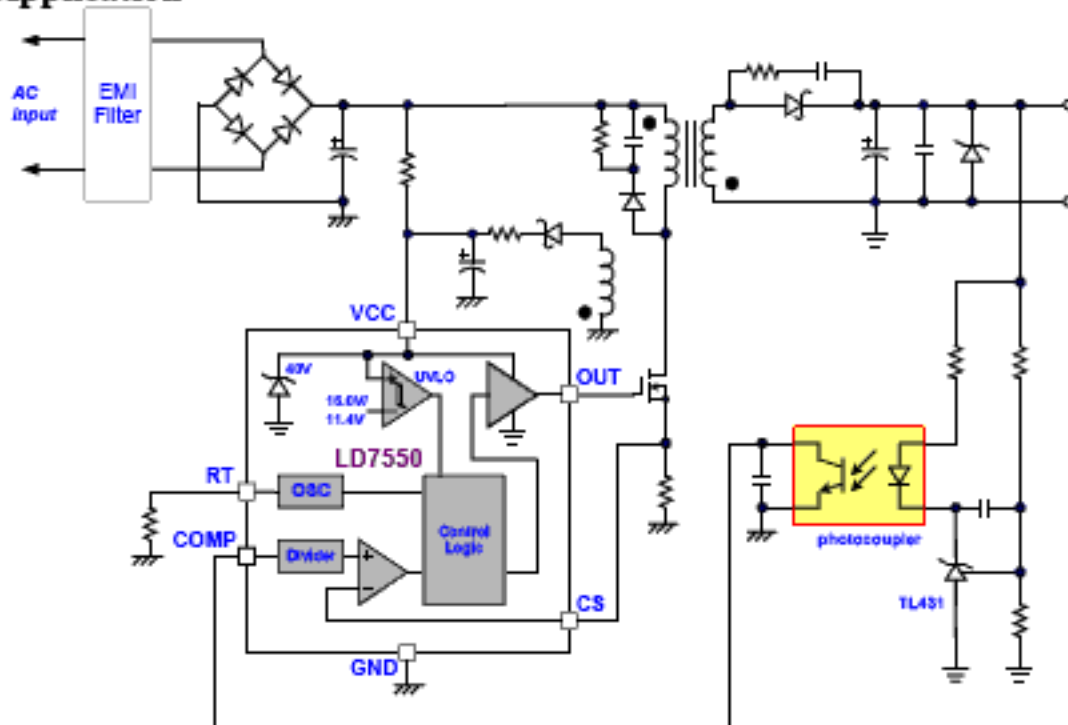 Application
AC
input
EMI
Filter
VCC
40V
UVLO
16.0V/
11.4V
OUT
LD7550
RT
OSC
COMP
Divider
Control
Logic
CS
GND
photocoupler
TL431